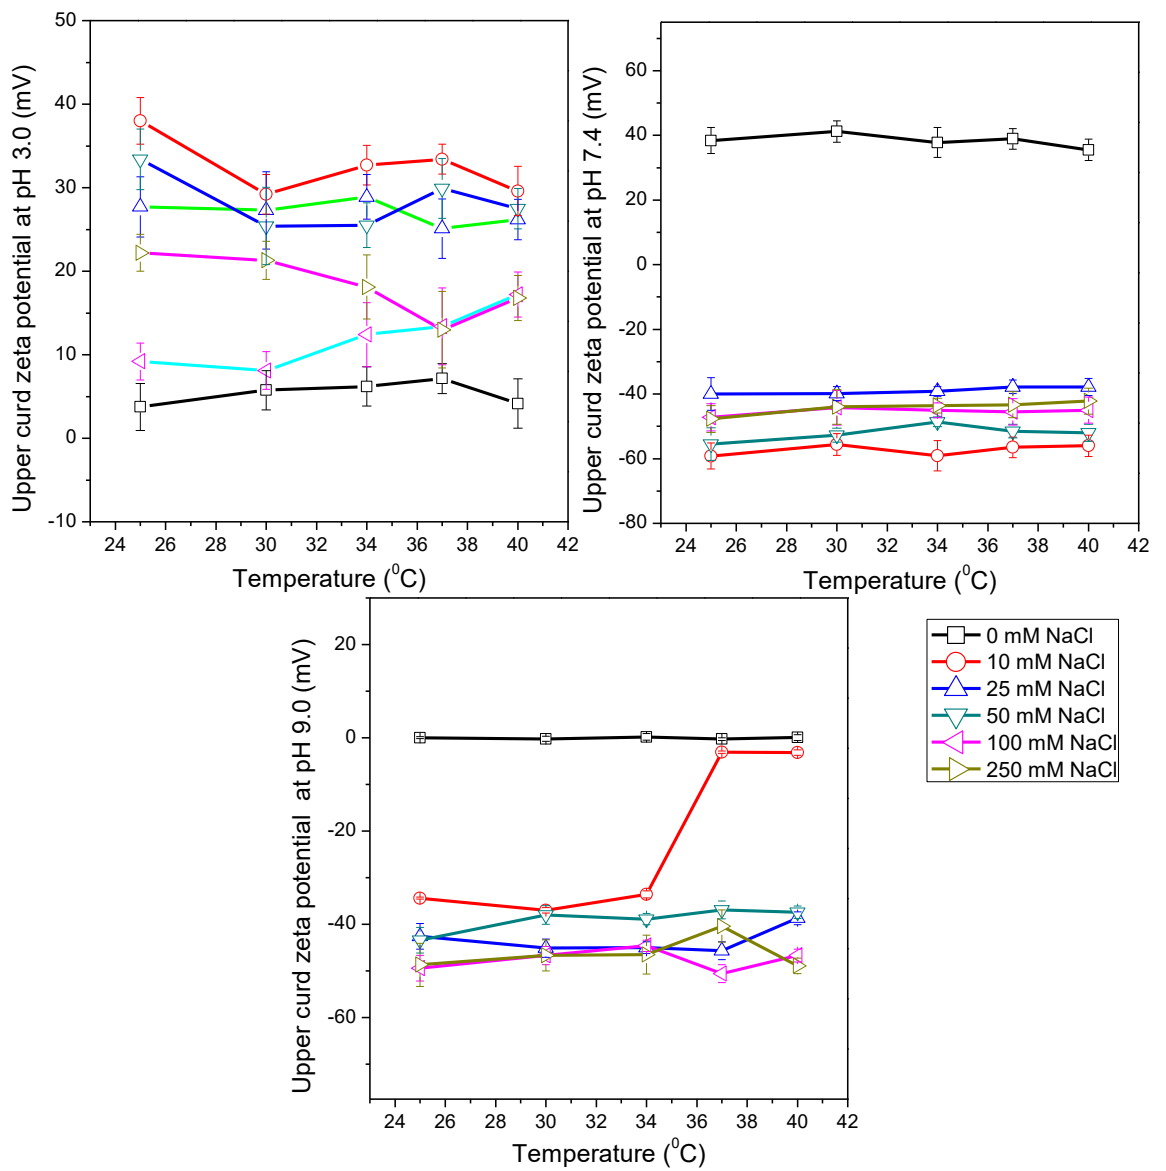 Upper curd zeta potential at pH 3.0 (mV)
50
40
30
20
10
0
-10
24 26 28 30 32 34 36 38 40 42
Temperature (⁰C)
Upper curd zeta potential at pH 7.4 (mV)
60
40
20
0
-20
-40
-60
-80
24 26 28 30 32 34 36 38 40 42
Temperature (⁰C)
Upper curd zeta potential at pH 9.0 (mV)
20
0
-20
-40
-60
24 26 28 30 32 34 36 38 40 42
Temperature (⁰C)
0 mM NaCl
10 mM NaCl
25 mM NaCl
50 mM NaCl
100 mM NaCl
250 mM NaCl